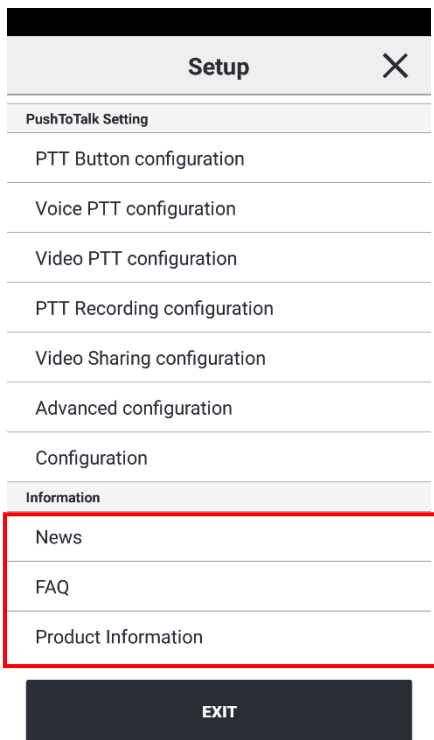 Setup
PushToTalk Setting
PTT Button configuration
Voice PTT configuration
Video PTT configuration
PTT Recording configuration
Video Sharing configuration
Advanced configuration
Configuration
Information
News
FAQ
Product Information
EXIT